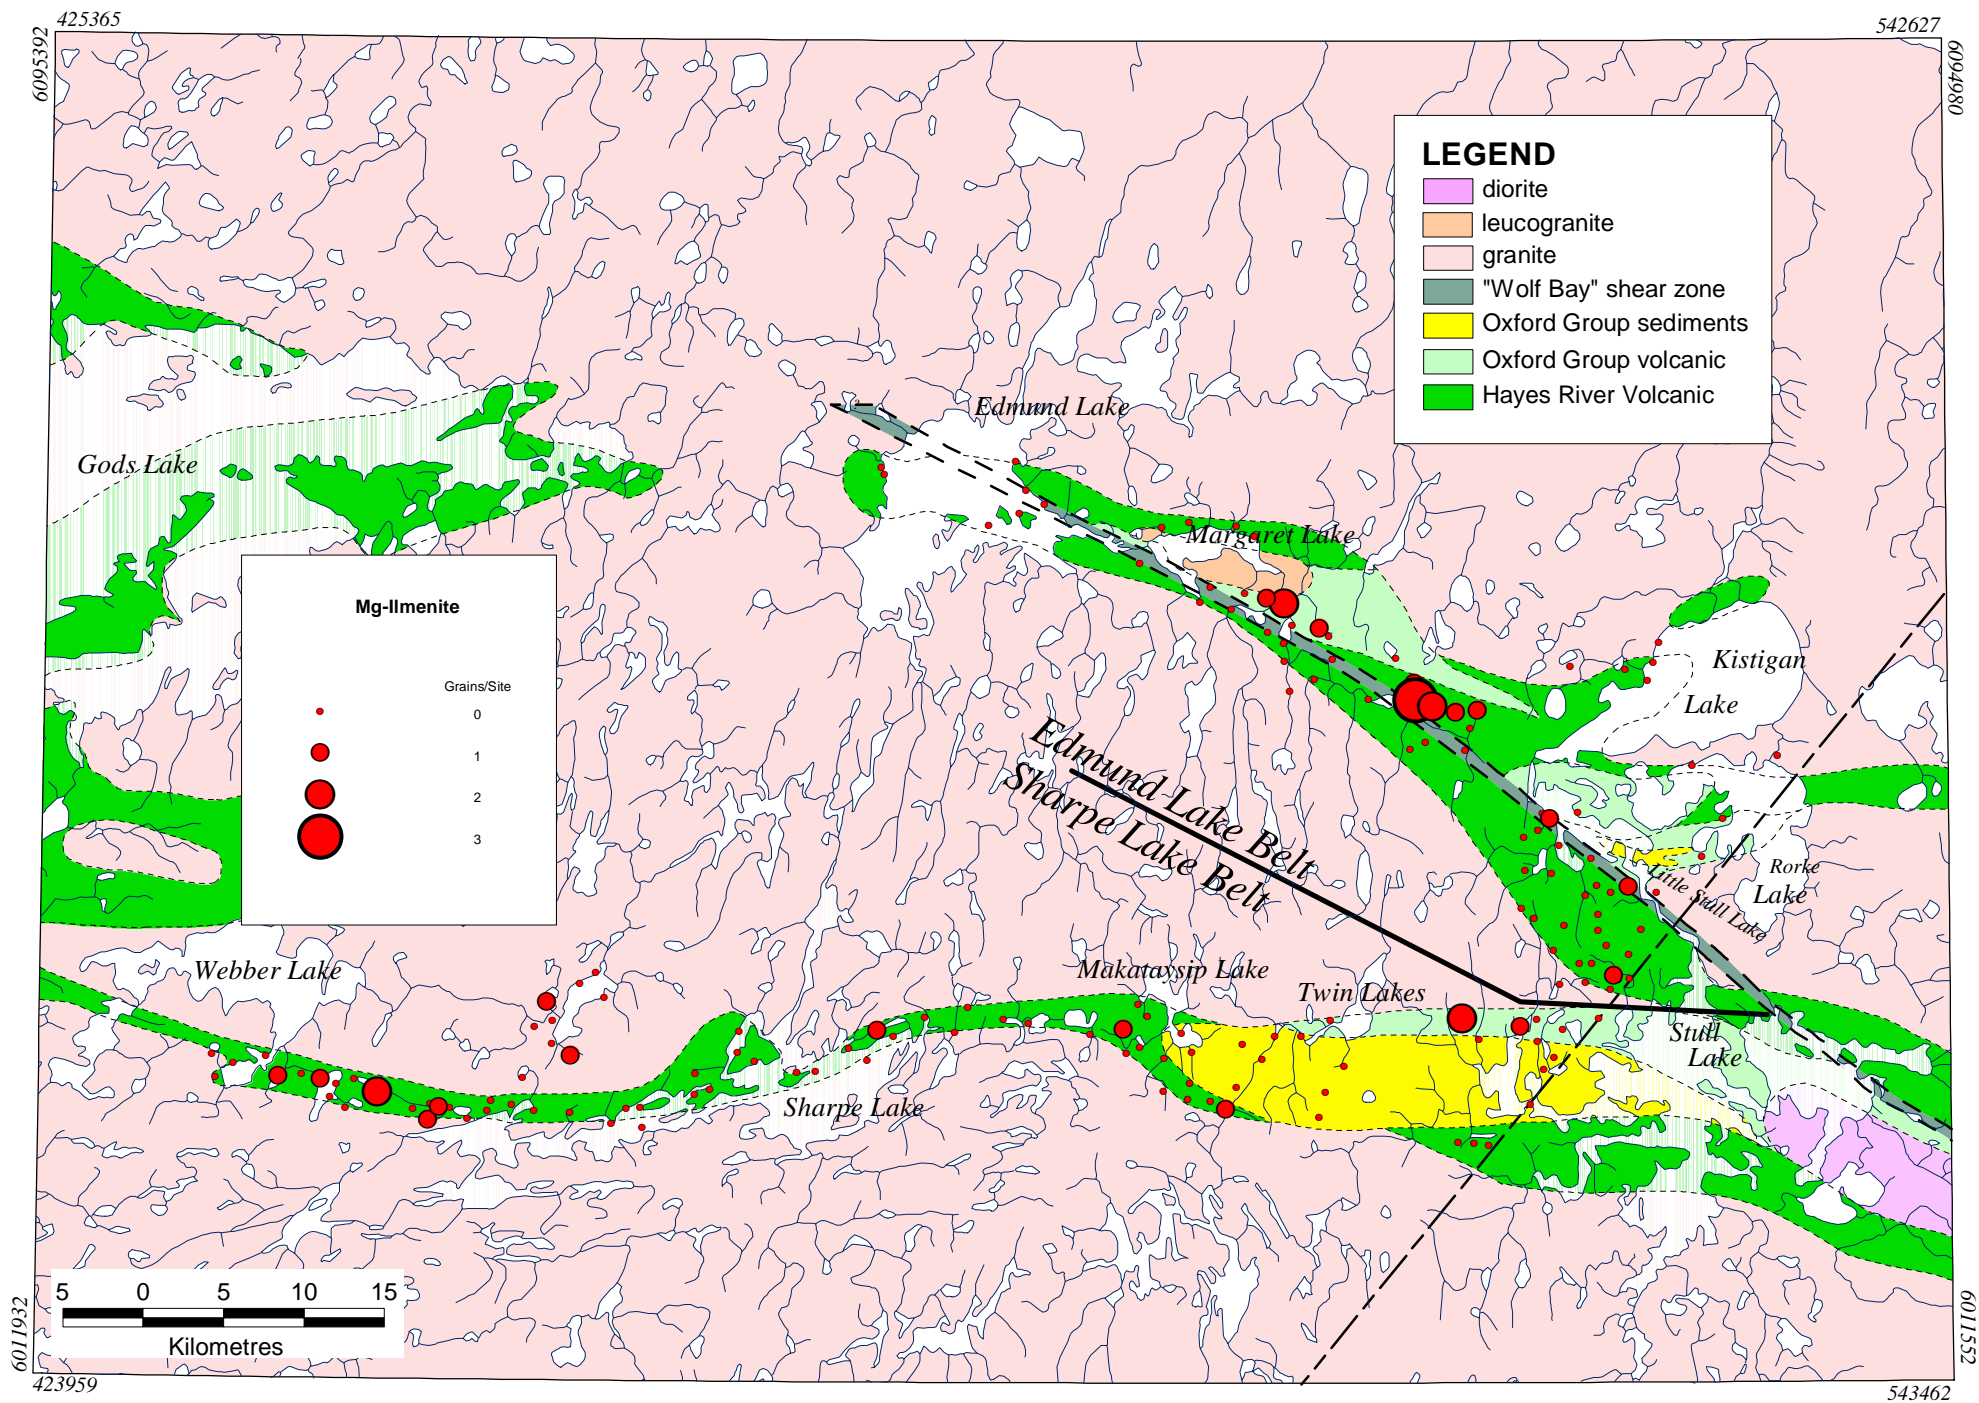 425365
542627
6095392
6094980
LEGEND
diorite
leucogranite
granite
"Wolf Bay" shear zone
Oxford Group sediments
Oxford Group volcanic
Hayes River Volcanic
Edmund Lake
Gods Lake
Margaret Lake
Mg-Ilmenite
Grains/Site
0
1
2
3
Kistigan
Lake
Edmund Lake Belt
Sharpe Lake Belt
Rorke
Lake
Little Stull Lake
Webber Lake
Makataysip Lake
Twin Lakes
Stull
Lake
Sharpe Lake
5 0 5 10 15
Kilometres
6011932
6011552
423959
543462